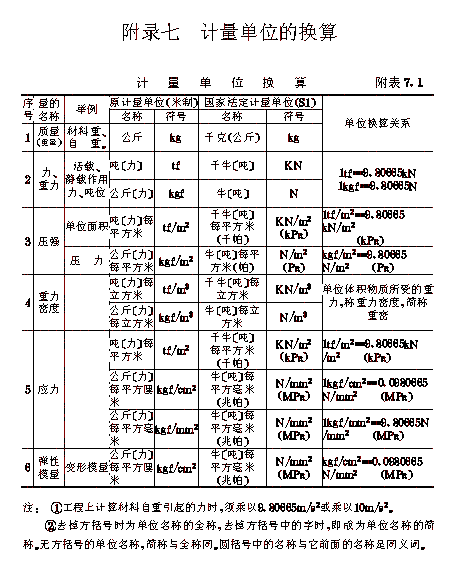 附录七 计量单位的换算
计量单位换算 附表7.1
序号 量的名称 举例 原计量单位(米制) 国家法定计量单位(S1) 单位换算关系
名称 符号 名称 符号
1 质量(重量) 材料重、自重。 公斤 kg 千克(公斤) kg
2 力、重力 活载、静载作用力、吨位 吨〔力〕 tf 千牛〔吨〕 KN 1tf=9.80665kN
公斤〔力〕 kgf 牛〔吨〕 N 1kgf=9.80665N
3 压强 单位面积 吨〔力〕每平方米 tf/m² 千牛〔吨〕每平方米(千帕) KN/m² (kPa) 1tf/m²=9.80665 kN/m² (kPa)
压 力 公斤〔力〕每平方米 kgf/m² 牛〔吨〕每平方米(帕) N/m² (Pa) kgf/m²=9.80665 N/m² (Pa)
4 重力密度 吨〔力〕每立方米 tf/m³ 千牛〔吨〕每立方米 KN/m³ 单位体积物质所受的重力,称重力密度,简称重密
公斤〔力〕每立方米 kgf/m³ 牛〔吨〕每立方米 N/m³
5 应力 吨〔力〕每平方米 tf/m² 千牛〔吨〕每平方米(千帕) KN/m² (kPa) 1tf/m²=9.80665kN/m² (kPa)
公斤〔力〕每平方厘米 kgf/cm² 牛〔吨〕每平方毫米(兆帕) N/mm² (MPa) 1kgf/cm²=0.0980665 N/mm² (MPa)
公斤〔力〕每平方毫米 kgf/mm² 牛〔吨〕每平方毫米(兆帕) N/mm² (MPa) 1kgf/mm²=9.80665N/mm² (MPa)
6 弹性模量 变形模量 公斤〔力〕每平方厘米 kgf/cm² 牛〔吨〕每平方毫米(兆帕) N/mm² (MPa) kgf/cm²=0.0980665 N/mm² (MPa)
注: ①工程上计算材料自重引起的力时,须乘以9.80665m/s²或乘以10m/s²。
②去掉方括号时为单位名称的全称,去掉方括号中的字时,即成为单位名称的简
称。无方括号的单位名称,简称与全称同。圆括号中的名称与它前面的名称是同义词。